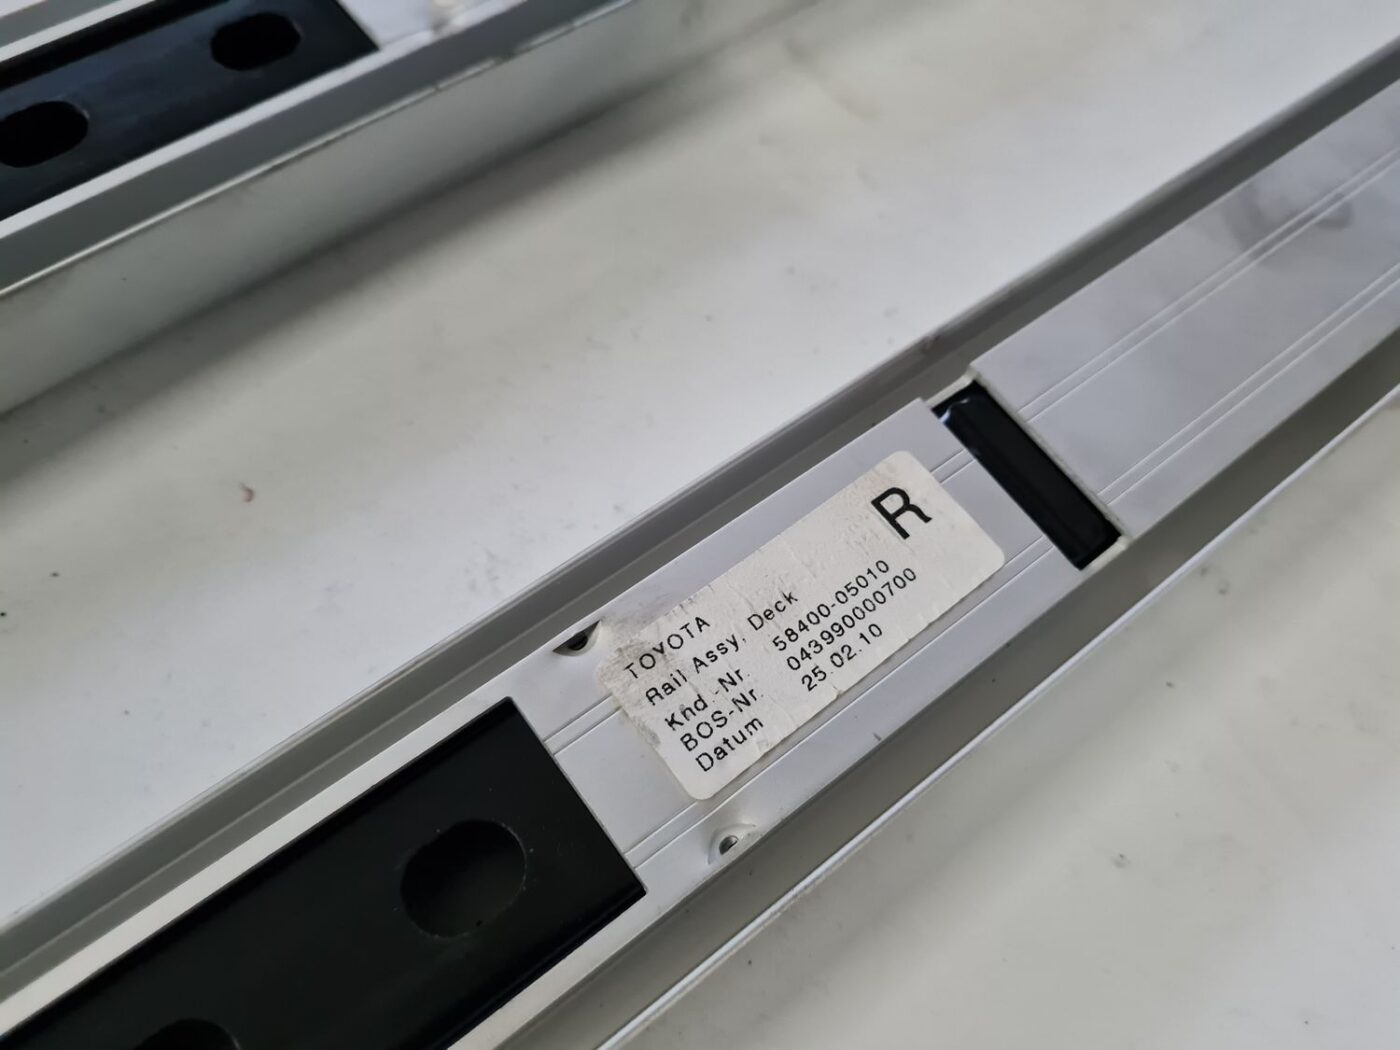 R
TOYOTA
Rail Assy, Deck
Knd.-Nr. 58400-05010
BOS-Nr. 043990000700
Datum 25.02.10